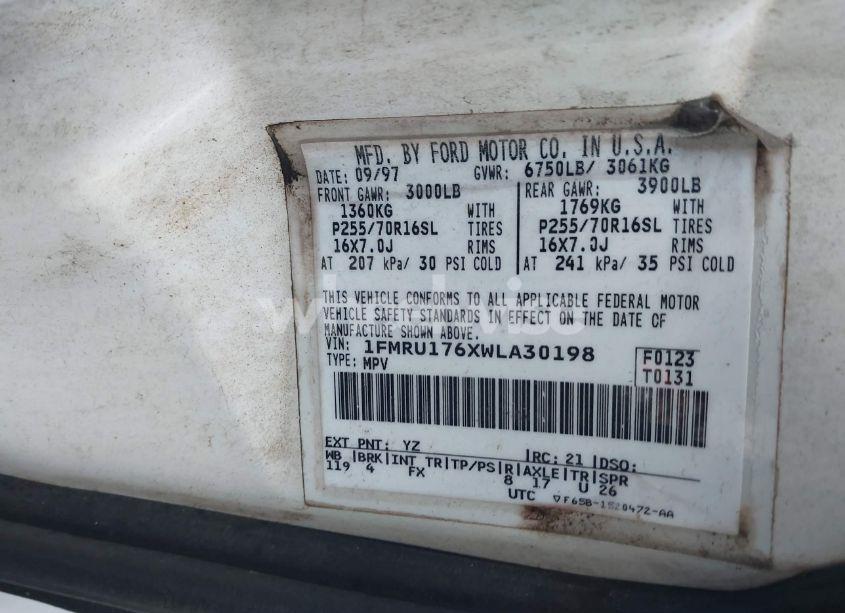 MFD. BY FORD MOTOR CO. IN U.S.A.
DATE: 09/97 GVWR: 6750LB/ 3061KG
FRONT GAWR: 3000LB REAR GAWR: 3900LB
1360KG WITH 1769KG WITH
P255/70R16SL TIRES P255/70R16SL TIRES
16X7.0J RIMS 16X7.0J RIMS
AT 207 kPa/ 30 PSI COLD AT 241 kPa/ 35 PSI COLD
THIS VEHICLE CONFORMS TO ALL APPLICABLE FEDERAL MOTOR
VEHICLE SAFETY STANDARDS IN EFFECT ON THE DATE OF
MANUFACTURE SHOWN ABOVE.
VIN: 1FMRU176XWLA30198 F0123
TYPE: MPV T0131
EXT PNT: YZ RC: 21 DSO:
WB BRK INT TR TP/PS R AXLE TR SPR
119 4 FX 8 17 U 26
UTC ▽F65B-1520472-AA